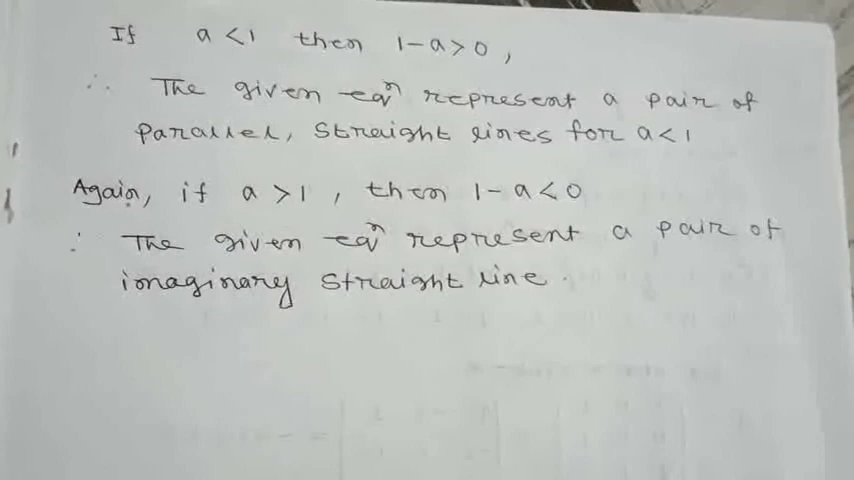 If a < 1 then 1-a > 0,
∴ The given eqⁿ represent a pair of
parallel, straight lines for a < 1
Again, if a > 1, then 1-a < 0
∴ The given eqⁿ represent a pair of
imaginary straight line.